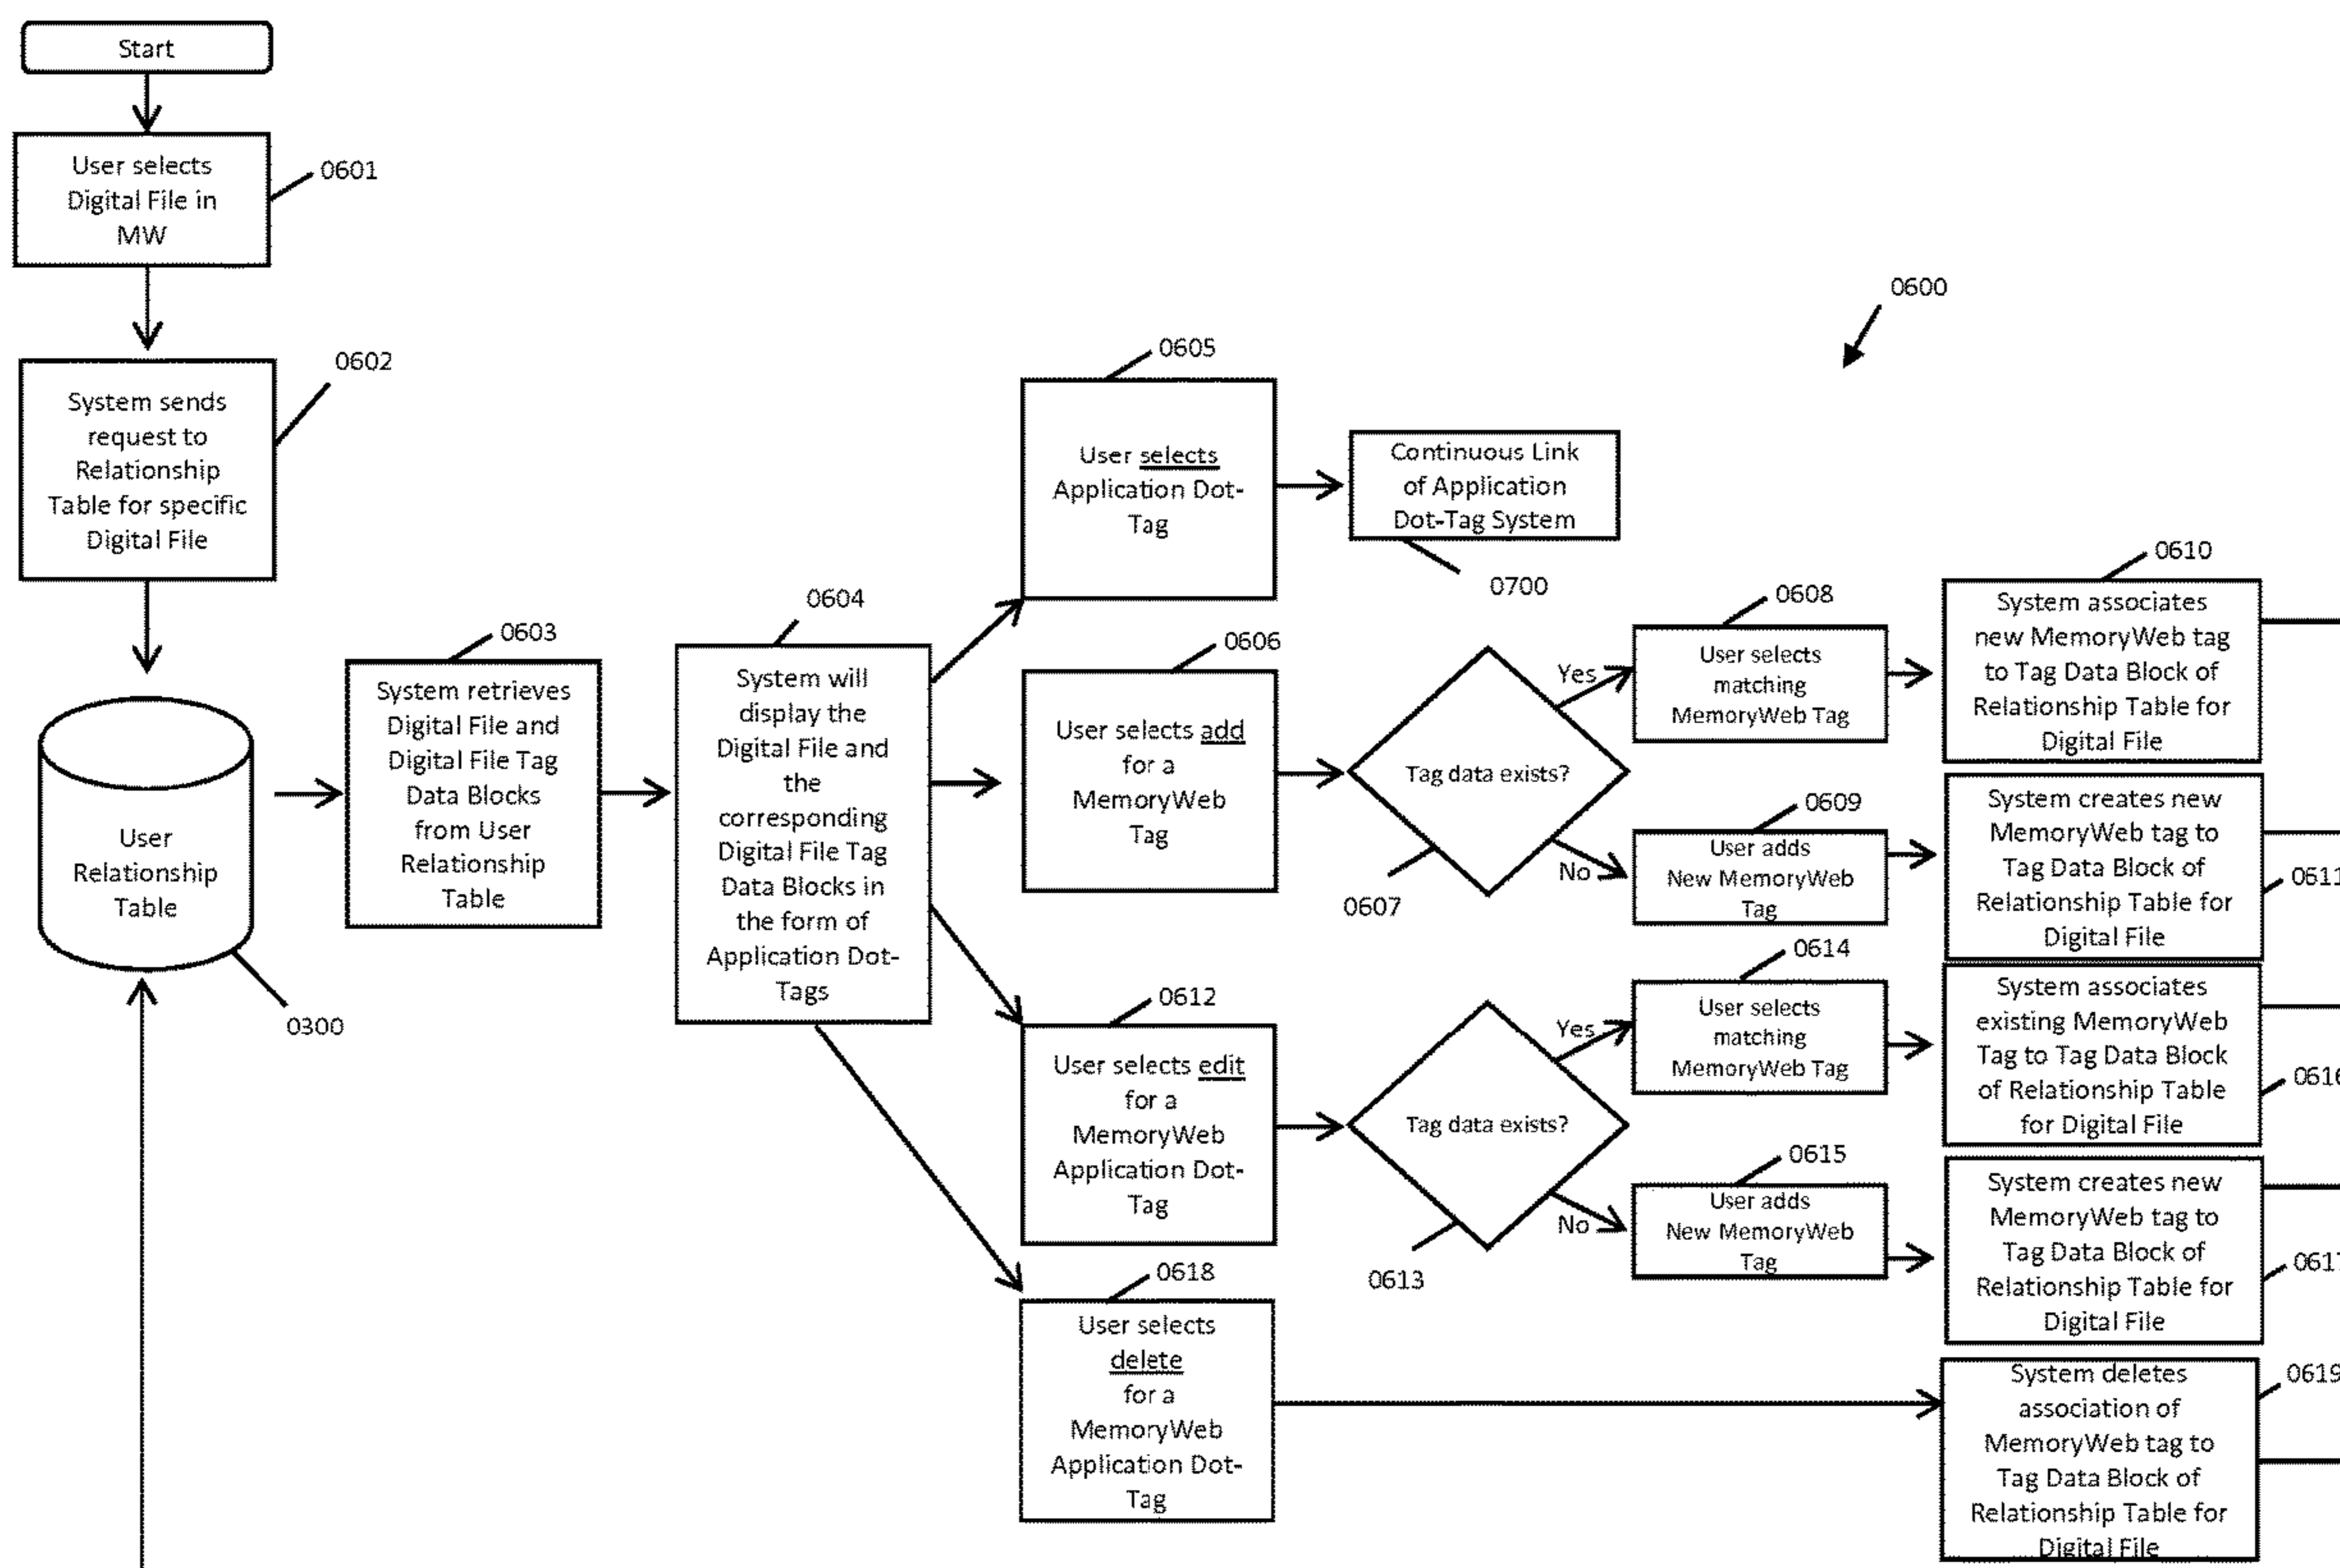 Start
User selects
Digital File in
MW
0601
System sends
request to
Relationship
Table for specific
Digital File
0602
User
Relationship
Table
0300
System retrieves
Digital File and
Digital File Tag
Data Blocks
from User
Relationship
Table
0603
System will
display the
Digital File and
the
corresponding
Digital File Tag
Data Blocks in
the form of
Application Dot-
Tags
0604
0600
0605
User selects
Application Dot-
Tag
Continuous Link
of Application
Dot-Tag System
0700
0606
User selects add
for a
MemoryWeb
Tag
Tag data exists?
0607
Yes
0608
User selects
matching
MemoryWeb Tag
0610
System associates
new MemoryWeb tag
to Tag Data Block of
Relationship Table for
Digital File
No
0609
User adds
New MemoryWeb
Tag
System creates new
MemoryWeb tag to
Tag Data Block of
Relationship Table for
Digital File
0611
0612
User selects edit
for a
MemoryWeb
Application Dot-
Tag
Tag data exists?
0613
Yes
0614
User selects
matching
MemoryWeb Tag
System associates
existing MemoryWeb
Tag to Tag Data Block
of Relationship Table
for Digital File
0616
No
0615
User adds
New MemoryWeb
Tag
System creates new
MemoryWeb tag to
Tag Data Block of
Relationship Table for
Digital File
0617
0618
User selects
delete
for a
MemoryWeb
Application Dot-
Tag
System deletes
association of
MemoryWeb tag to
Tag Data Block of
Relationship Table for
Digital File
0619